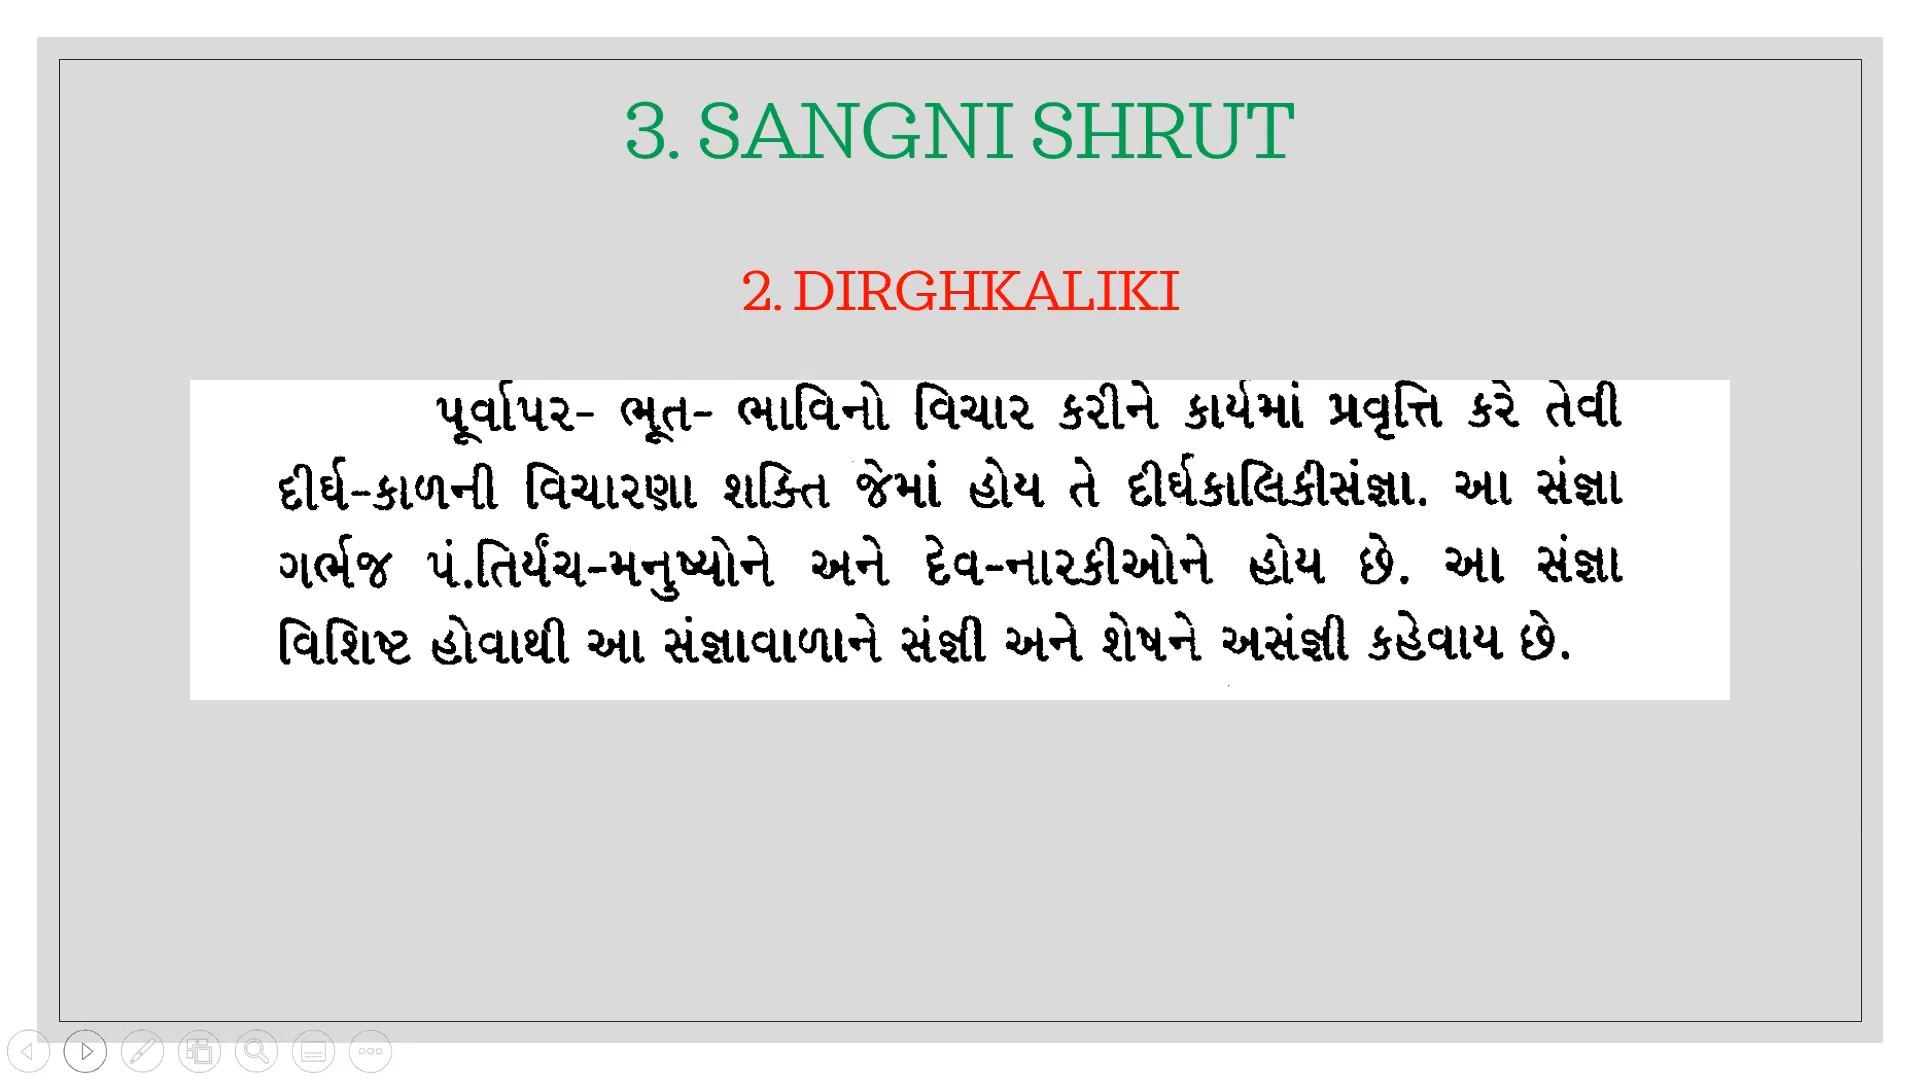 3. SANGNI SHRUT
2. DIRGHKALIKI
પૂર્વાપર- ભૂત- ભાવિનો વિચાર કરીને કાર્યમાં પ્રવૃત્તિ કરે તેવી
દીર્ઘ-કાળની વિચારણા શક્તિ જેમાં હોય તે દીર્ઘકાલિકીસંજ્ઞા. આ સંજ્ઞા
ગર્ભજ પં.તિર્યંચ-મનુષ્યોને અને દેવ-નારકીઓને હોય છે. આ સંજ્ઞા
વિશિષ્ટ હોવાથી આ સંજ્ઞાવાળાને સંજ્ઞી અને શેષને અસંજ્ઞી કહેવાય છે.